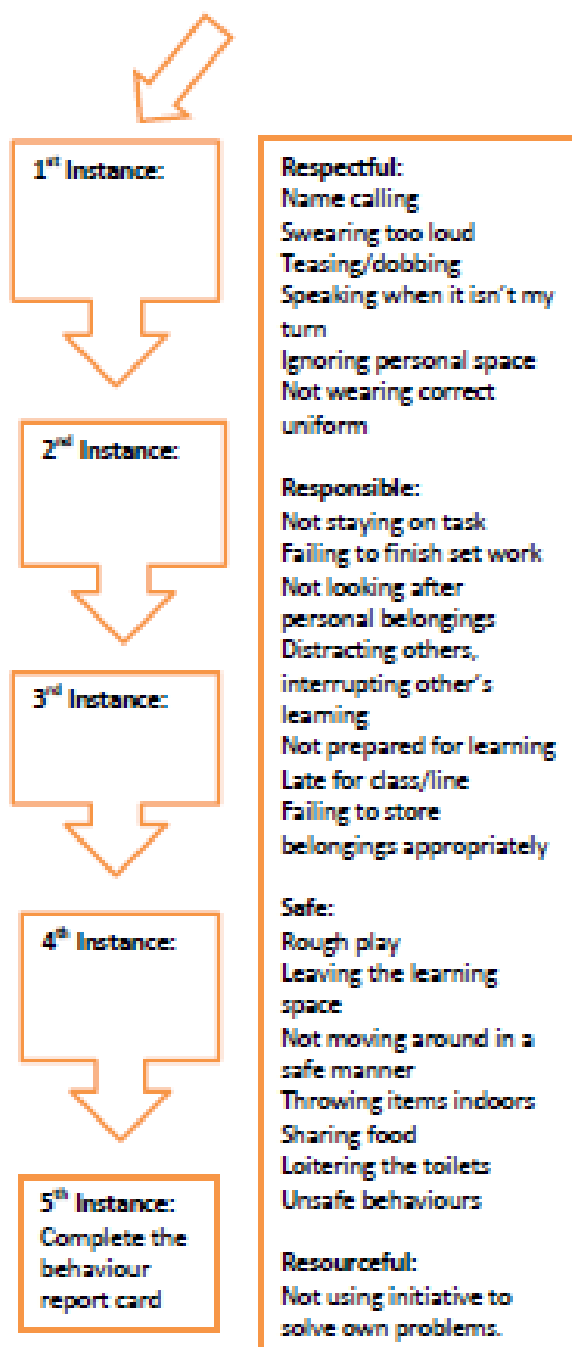 1st Instance:
2nd Instance:
3rd Instance:
4th Instance:
5th Instance:
Complete the
behaviour
report card
Respectful:
Name calling
Swearing too loud
Teasing/dobbing
Speaking when it isn't my
turn
Ignoring personal space
Not wearing correct
uniform
Responsible:
Not staying on task
Failing to finish set work
Not looking after
personal belongings
Distracting others,
interrupting other's
learning
Not prepared for learning
Late for class/line
Failing to store
belongings appropriately
Safe:
Rough play
Leaving the learning
space
Not moving around in a
safe manner
Throwing items indoors
Sharing food
Loitering the toilets
Unsafe behaviours
Resourceful:
Not using initiative to
solve own problems.